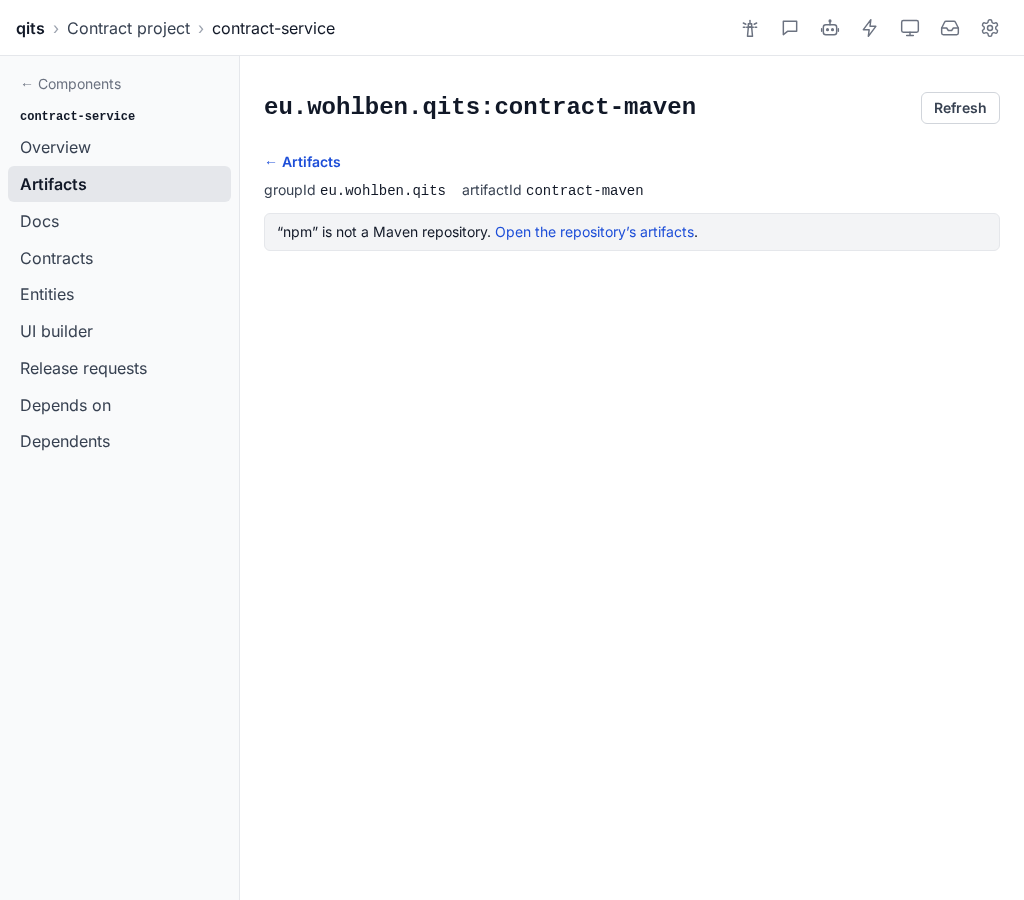 qits › Contract project › contract-service
← Components
contract-service
Overview
Artifacts
Docs
Contracts
Entities
UI builder
Release requests
Depends on
Dependents
eu.wohlben.qits:contract-maven
Refresh
← Artifacts
groupId eu.wohlben.qits artifactId contract-maven
“npm” is not a Maven repository. Open the repository’s artifacts.